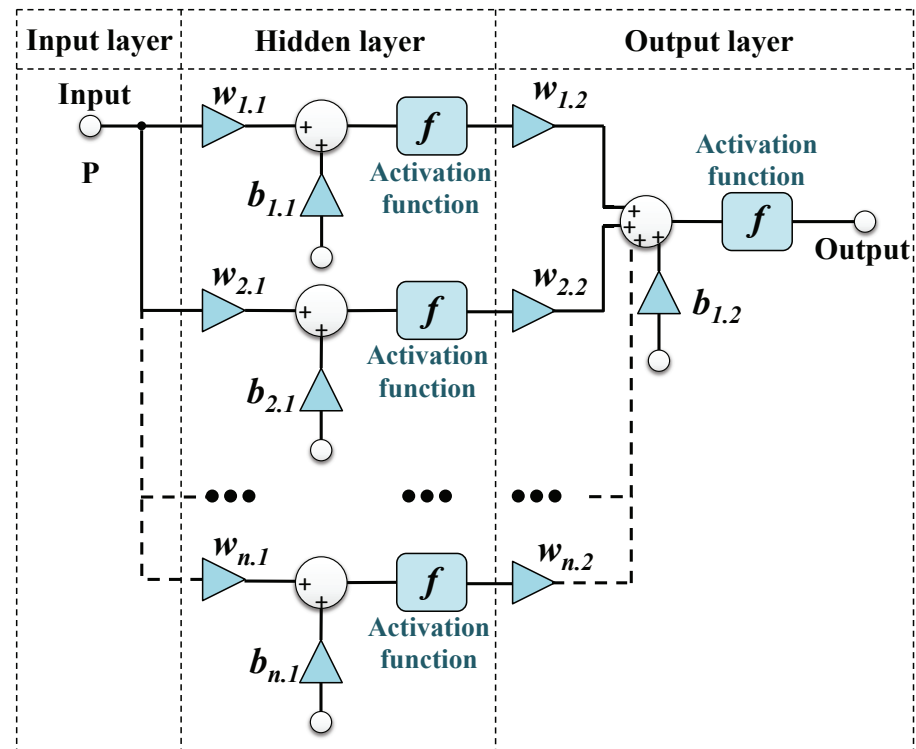 Input layer
Hidden layer
Output layer
Input
P
w1.1
+
+
b1.1
f
Activation
function
w1.2
w2.1
+
+
b2.1
f
Activation
function
w2.2
+
+
+
+
b1.2
Activation
function
f
Output
•••
•••
•••
wn.1
+
+
bn.1
f
Activation
function
wn.2